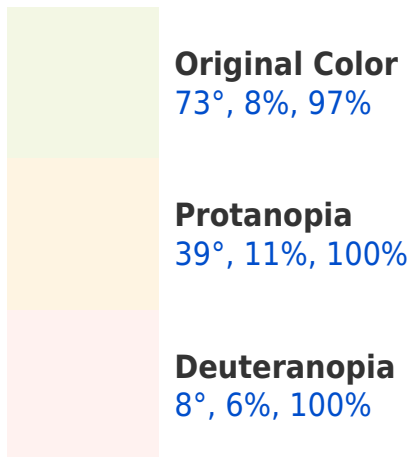 Original Color
73°, 8%, 97%
Protanopia
39°, 11%, 100%
Deuteranopia
8°, 6%, 100%